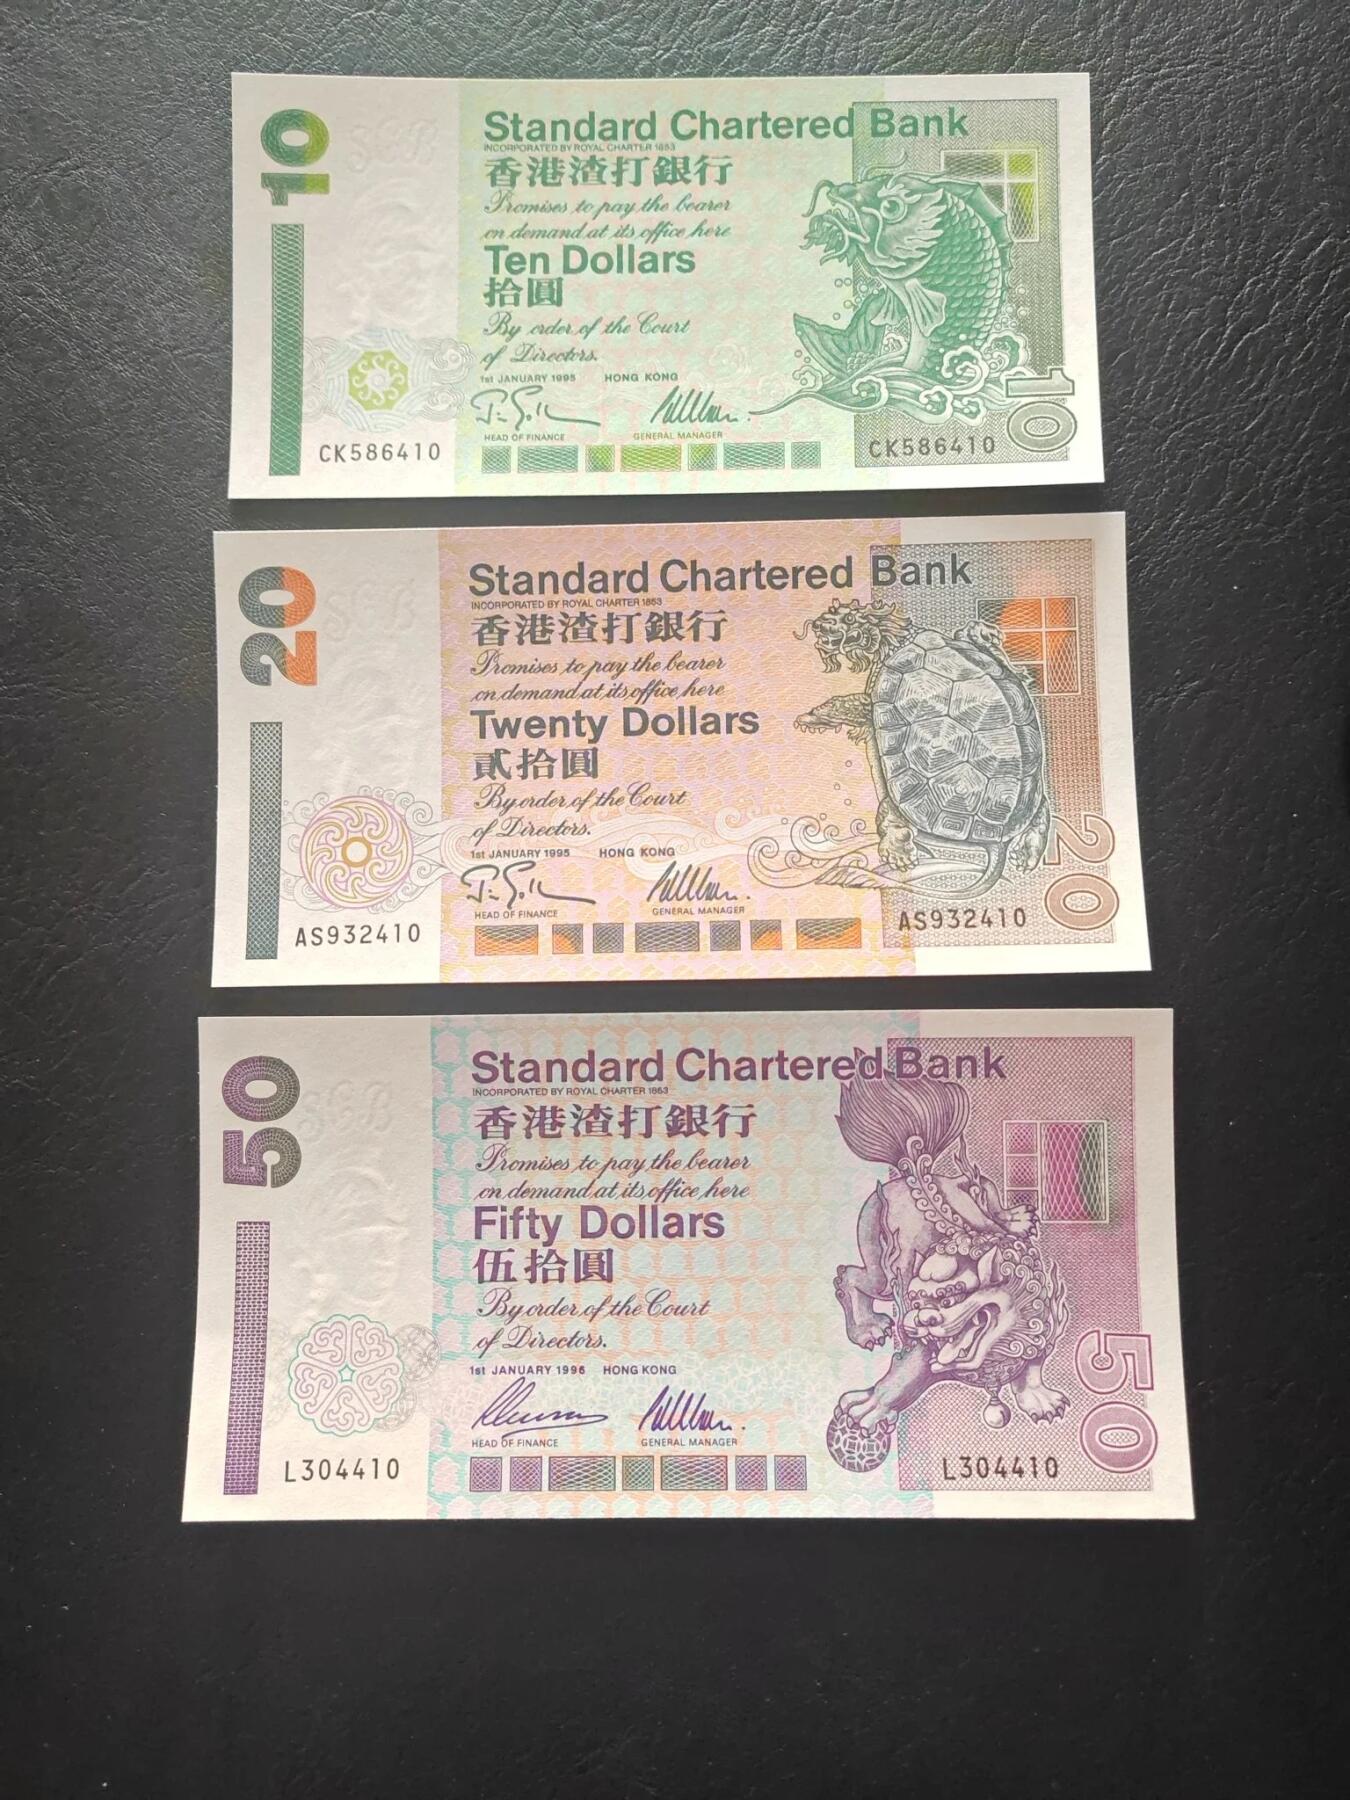 10
Standard Chartered Bank
INCORPORATED BY ROYAL CHARTER 1853
香港渣打銀行
Promises to pay the bearer
on demand at its office here
Ten Dollars
拾圓
By order of the Court
of Directors.
1st JANUARY 1995 HONG KONG
HEAD OF FINANCE GENERAL MANAGER
CK586410
CK586410
10
20
Standard Chartered Bank
INCORPORATED BY ROYAL CHARTER 1853
香港渣打銀行
Promises to pay the bearer
on demand at its office here
Twenty Dollars
貳拾圓
By order of the Court
of Directors.
1st JANUARY 1995 HONG KONG
HEAD OF FINANCE GENERAL MANAGER
AS932410
AS932410
20
50
Standard Chartered Bank
INCORPORATED BY ROYAL CHARTER 1853
香港渣打銀行
Promises to pay the bearer
on demand at its office here
Fifty Dollars
伍拾圓
By order of the Court
of Directors.
1st JANUARY 1996 HONG KONG
HEAD OF FINANCE GENERAL MANAGER
L304410
L304410
50